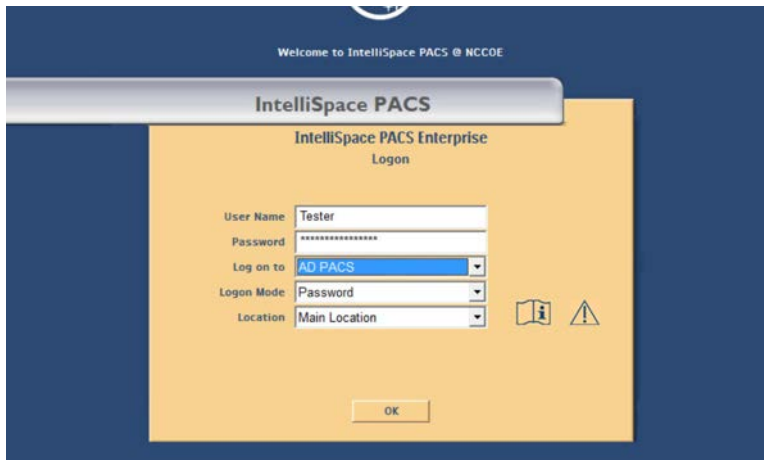 Welcome to IntelliSpace PACS @ NCCOE
IntelliSpace PACS
IntelliSpace PACS Enterprise
Logon
User Name Tester
Password ****************
Log on to AD PACS
Logon Mode Password
Location Main Location
OK